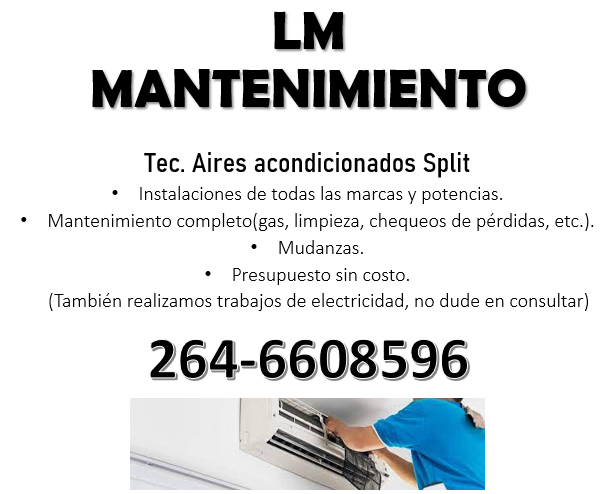 LM
MANTENIMIENTO
Tec. Aires acondicionados Split
• Instalaciones de todas las marcas y potencias.
• Mantenimiento completo(gas, limpieza, chequeos de pérdidas, etc.).
• Mudanzas.
• Presupuesto sin costo.
(También realizamos trabajos de electricidad, no dude en consultar)
264-6608596